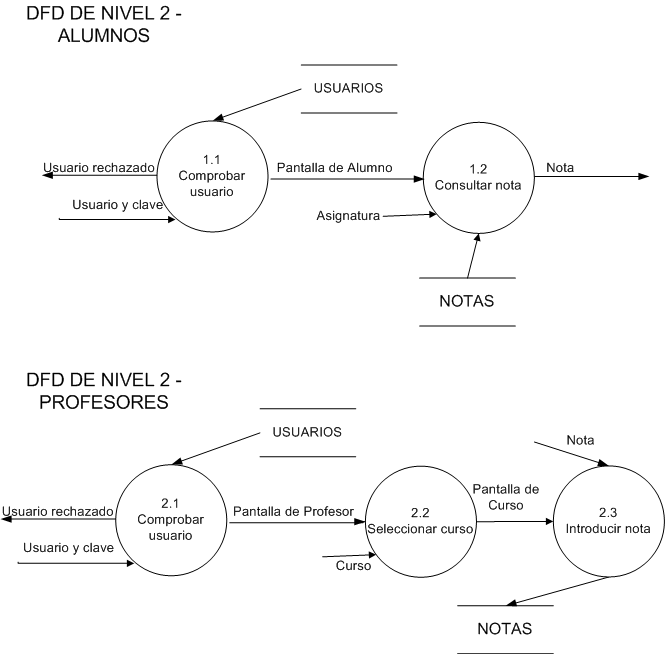 DFD DE NIVEL 2 -
ALUMNOS
USUARIOS
Usuario rechazado
1.1
Comprobar
usuario
Pantalla de Alumno
1.2
Consultar nota
Nota
Usuario y clave
Asignatura
NOTAS
DFD DE NIVEL 2 -
PROFESORES
USUARIOS
Nota
Usuario rechazado
2.1
Comprobar
usuario
Pantalla de Profesor
2.2
Seleccionar curso
Pantalla de
Curso
2.3
Introducir nota
Usuario y clave
Curso
NOTAS